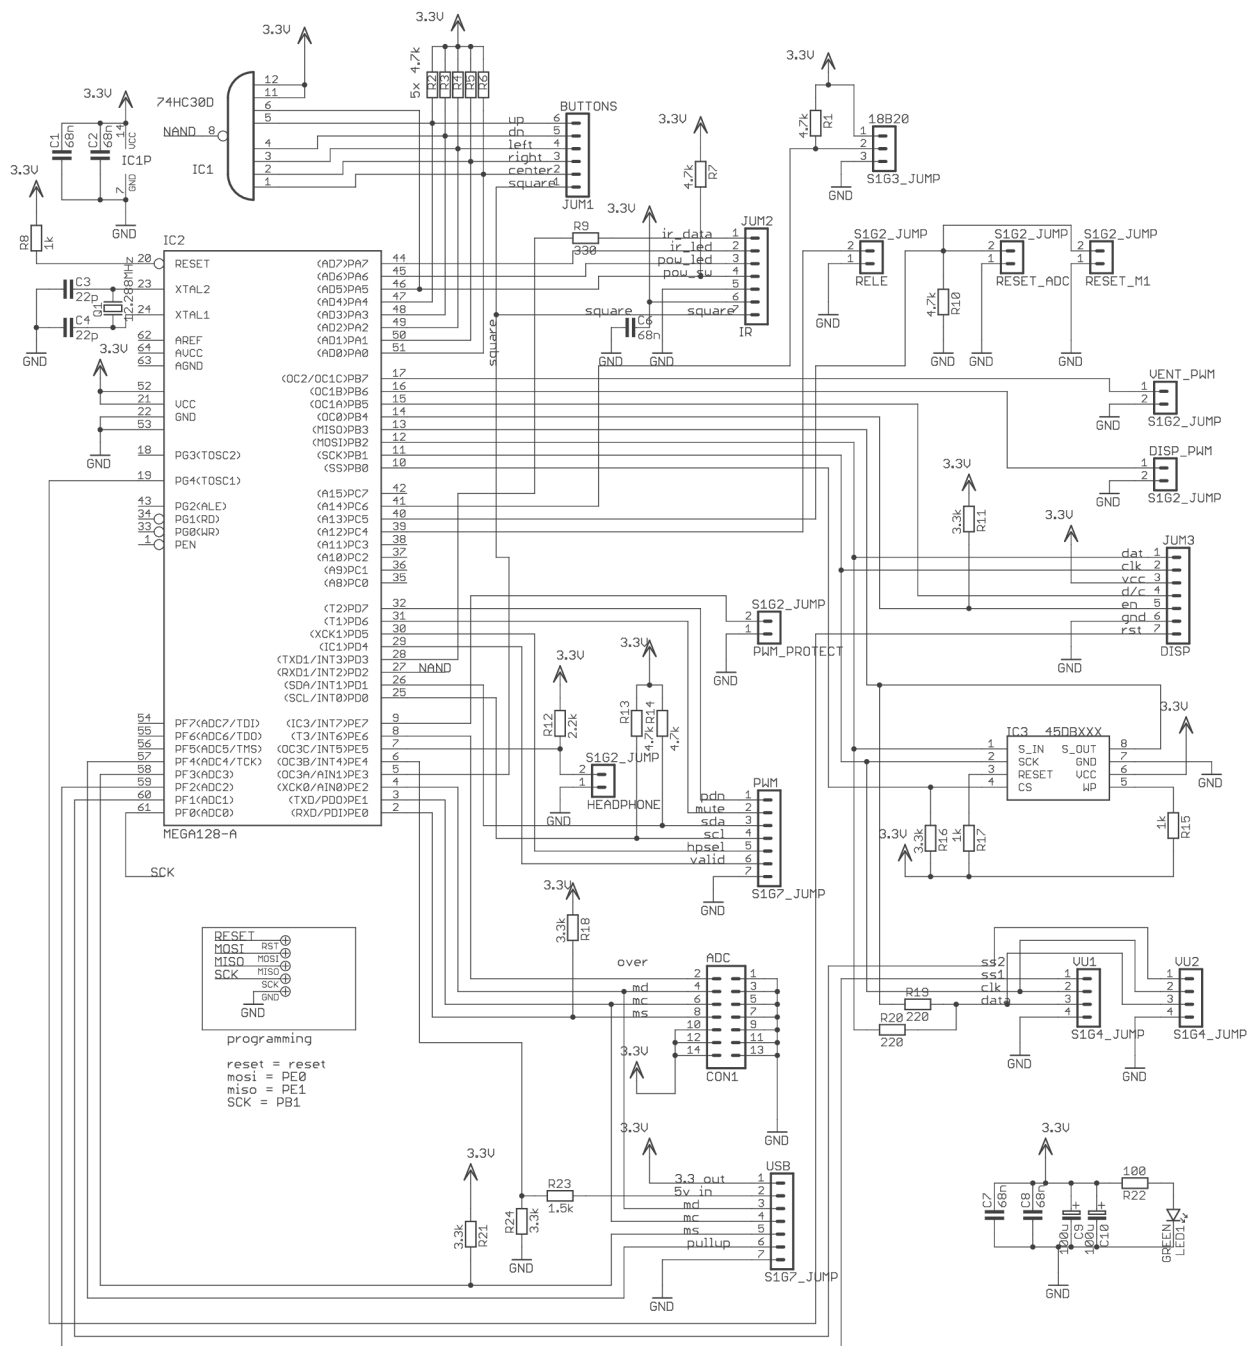 3.3V
3.3V
5x 4.7k
R2
R3
R4
R5
R6
3.3V
74HC30D
12
11
6
5
NAND 8
4
3
2
1
IC1
3.3V
C1
68n
C2
68n
14
VCC
IC1P
7
GND
GND
BUTTONS
up 6
dn 5
left 4
right 3
center 2
square 1
JUM1
3.3V
4.7k
R7
4.7k
R1
18B20
1
2
3
GND
S1G3_JUMP
3.3V
R8
1k
3.3V
R9
330
JUM2
ir_data 1
ir_led 2
pow_led 3
pow_sw 4
5
6
square square 7
IR
C6
68n
GND
GND
square
S1G2_JUMP
2
1
RELE
GND
S1G2_JUMP
2
1
RESET_ADC
S1G2_JUMP
2
1
RESET_M1
4.7k
R10
GND
GND
GND
IC2
20 RESET
23 XTAL2
24 XTAL1
62 AREF
64 AVCC
63 AGND
52
21 VCC
22 GND
53
18 PG3(TOSC2)
19 PG4(TOSC1)
43 PG2(ALE)
34 PG1(RD)
33 PG0(WR)
1 PEN
54 PF7(ADC7/TDI)
55 PF6(ADC6/TDO)
56 PF5(ADC5/TMS)
57 PF4(ADC4/TCK)
58 PF3(ADC3)
59 PF2(ADC2)
60 PF1(ADC1)
61 PF0(ADC0)
MEGA128-A
C3
22p
Q1
12.288MHz
C4
22p
GND
3.3V
GND
SCK
(AD7)PA7 44
(AD6)PA6 45
(AD5)PA5 46
(AD4)PA4 47
(AD3)PA3 48
(AD2)PA2 49
(AD1)PA1 50
(AD0)PA0 51
(OC2/OC1C)PB7 17
(OC1B)PB6 16
(OC1A)PB5 15
(OC0)PB4 14
(MISO)PB3 13
(MOSI)PB2 12
(SCK)PB1 11
(SS)PB0 10
(A15)PC7 42
(A14)PC6 41
(A13)PC5 40
(A12)PC4 39
(A11)PC3 38
(A10)PC2 37
(A9)PC1 36
(A8)PC0 35
(T2)PD7 32
(T1)PD6 31
(XCK1)PD5 30
(IC1)PD4 29
(TXD1/INT3)PD3 28
(RXD1/INT2)PD2 27 NAND
(SDA/INT1)PD1 26
(SCL/INT0)PD0 25
(IC3/INT7)PE7 9
(T3/INT6)PE6 8
(OC3C/INT5)PE5 7
(OC3B/INT4)PE4 6
(OC3A/AIN1)PE3 5
(XCK0/AIN0)PE2 4
(TXD/PDO)PE1 3
(RXD/PDI)PE0 2
VENT_PWM
1
2
GND
S1G2_JUMP
DISP_PWM
1
2
GND
S1G2_JUMP
3.3V
3.3k
R11
3.3V
JUM3
dat 1
clk 2
vcc 3
d/c 4
en 5
gnd 6
rst 7
DISP
GND
S1G2_JUMP
2
1
PWM_PROTECT
GND
3.3V
R12
2.2k
3.3V
R13
4.7k
R14
4.7k
S1G2_JUMP
2
1
HEADPHONE
GND
PWM
pdn 1
mute 2
sda 3
scl 4
hpsel 5
valid 6
7
GND
S1G7_JUMP
3.3V
IC3 45DBXXX
1 S_IN S_OUT 8
2 SCK GND 7
3 RESET VCC 6
4 CS WP 5
GND
3.3V
3.3k
R16
1k
R17
1k
R15
3.3V
3.3k
R18
over
md
mc
ms
ADC
2 1
4 3
6 5
8 7
10 9
12 11
14 13
CON1
3.3V
GND
ss2
ss1
clk
data
R19
220
R20
220
VU1
1
2
3
4
S1G4_JUMP
GND
VU2
1
2
3
4
S1G4_JUMP
GND
RESET
RST
MOSI
MOSI
MISO
MISO
SCK
SCK
GND
GND
programming
reset = reset
mosi = PE0
miso = PE1
SCK = PB1
3.3V
3.3k
R21
R23
1.5k
R24
3.3k
GND
3.3V
USB
3.3 out 1
5v in 2
md 3
mc 4
ms 5
pullup 6
7
GND
S1G7_JUMP
3.3V
C7
68n
C8
68n
+
100u
C9
+
100u
C10
100
R22
GREEN
LED1
GND